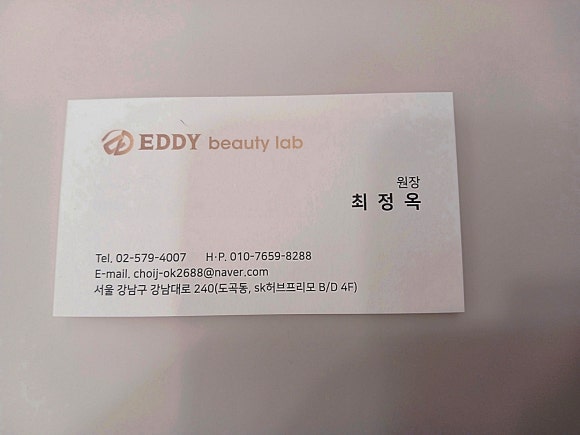 EDDY beauty lab
원장
최 정 옥
Tel. 02-579-4007 H·P. 010-7659-8288
E-mail. choij-ok2688@naver.com
서울 강남구 강남대로 240(도곡동, sk허브프리모 B/D 4F)